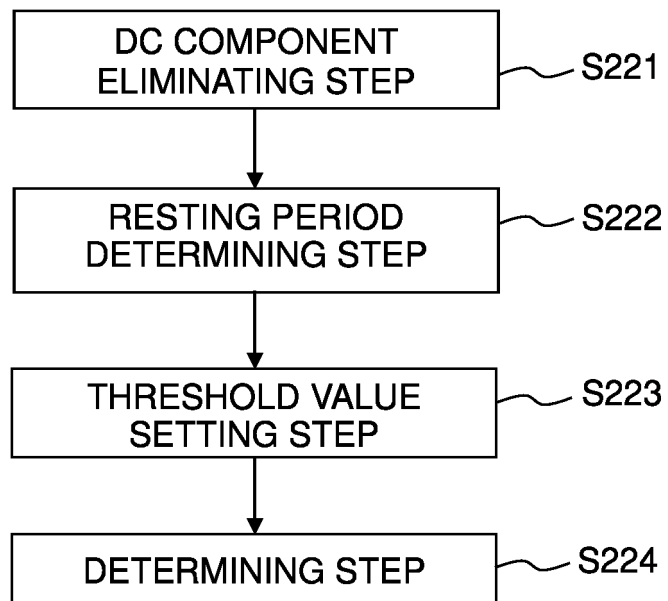 DC COMPONENT
ELIMINATING STEP
S221
RESTING PERIOD
DETERMINING STEP
S222
THRESHOLD VALUE
SETTING STEP
S223
DETERMINING STEP
S224